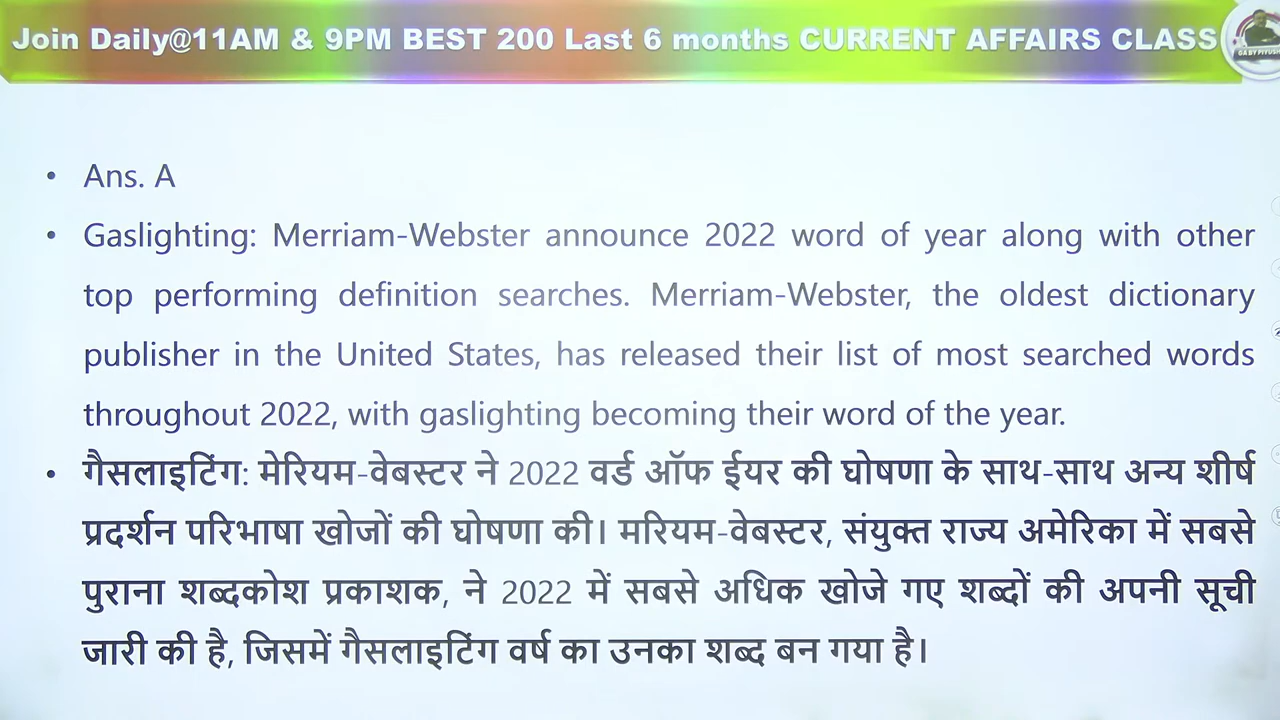 Join Daily@11AM & 9PM BEST 200 Last 6 months CURRENT AFFAIRS CLASS
GA BY PIYUSH
• Ans. A
• Gaslighting: Merriam-Webster announce 2022 word of year along with other
top performing definition searches. Merriam-Webster, the oldest dictionary
publisher in the United States, has released their list of most searched words
throughout 2022, with gaslighting becoming their word of the year.
• गैसलाइटिंग: मेरियम-वेबस्टर ने 2022 वर्ड ऑफ ईयर की घोषणा के साथ-साथ अन्य शीर्ष
प्रदर्शन परिभाषा खोजों की घोषणा की। मरियम-वेबस्टर, संयुक्त राज्य अमेरिका में सबसे
पुराना शब्दकोश प्रकाशक, ने 2022 में सबसे अधिक खोजे गए शब्दों की अपनी सूची
जारी की है, जिसमें गैसलाइटिंग वर्ष का उनका शब्द बन गया है।